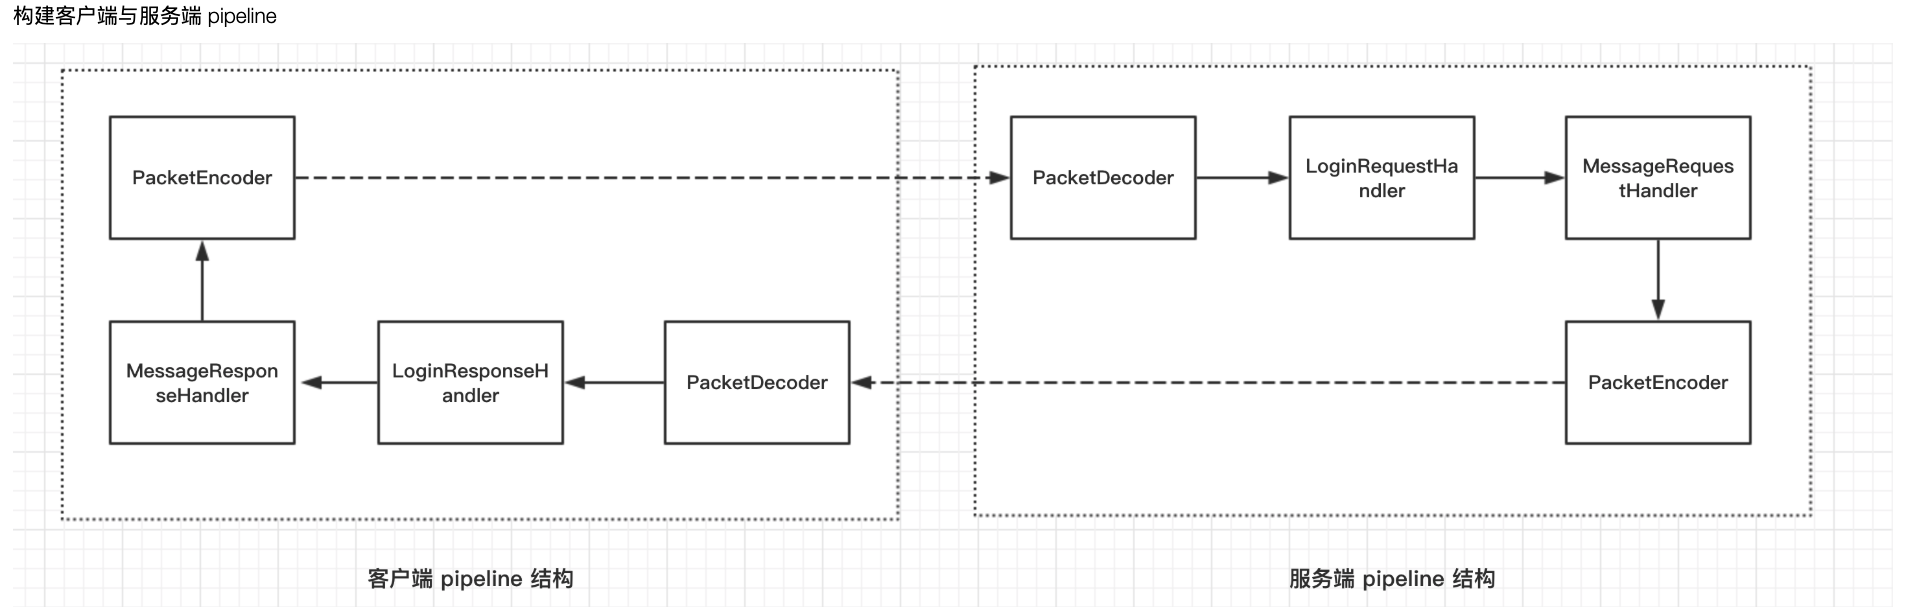 构建客户端与服务端 pipeline
PacketEncoder
PacketDecoder
LoginRequestHa
ndler
MessageReques
tHandler
MessageRespon
seHandler
LoginResponseH
andler
PacketDecoder
PacketEncoder
客户端 pipeline 结构
服务端 pipeline 结构